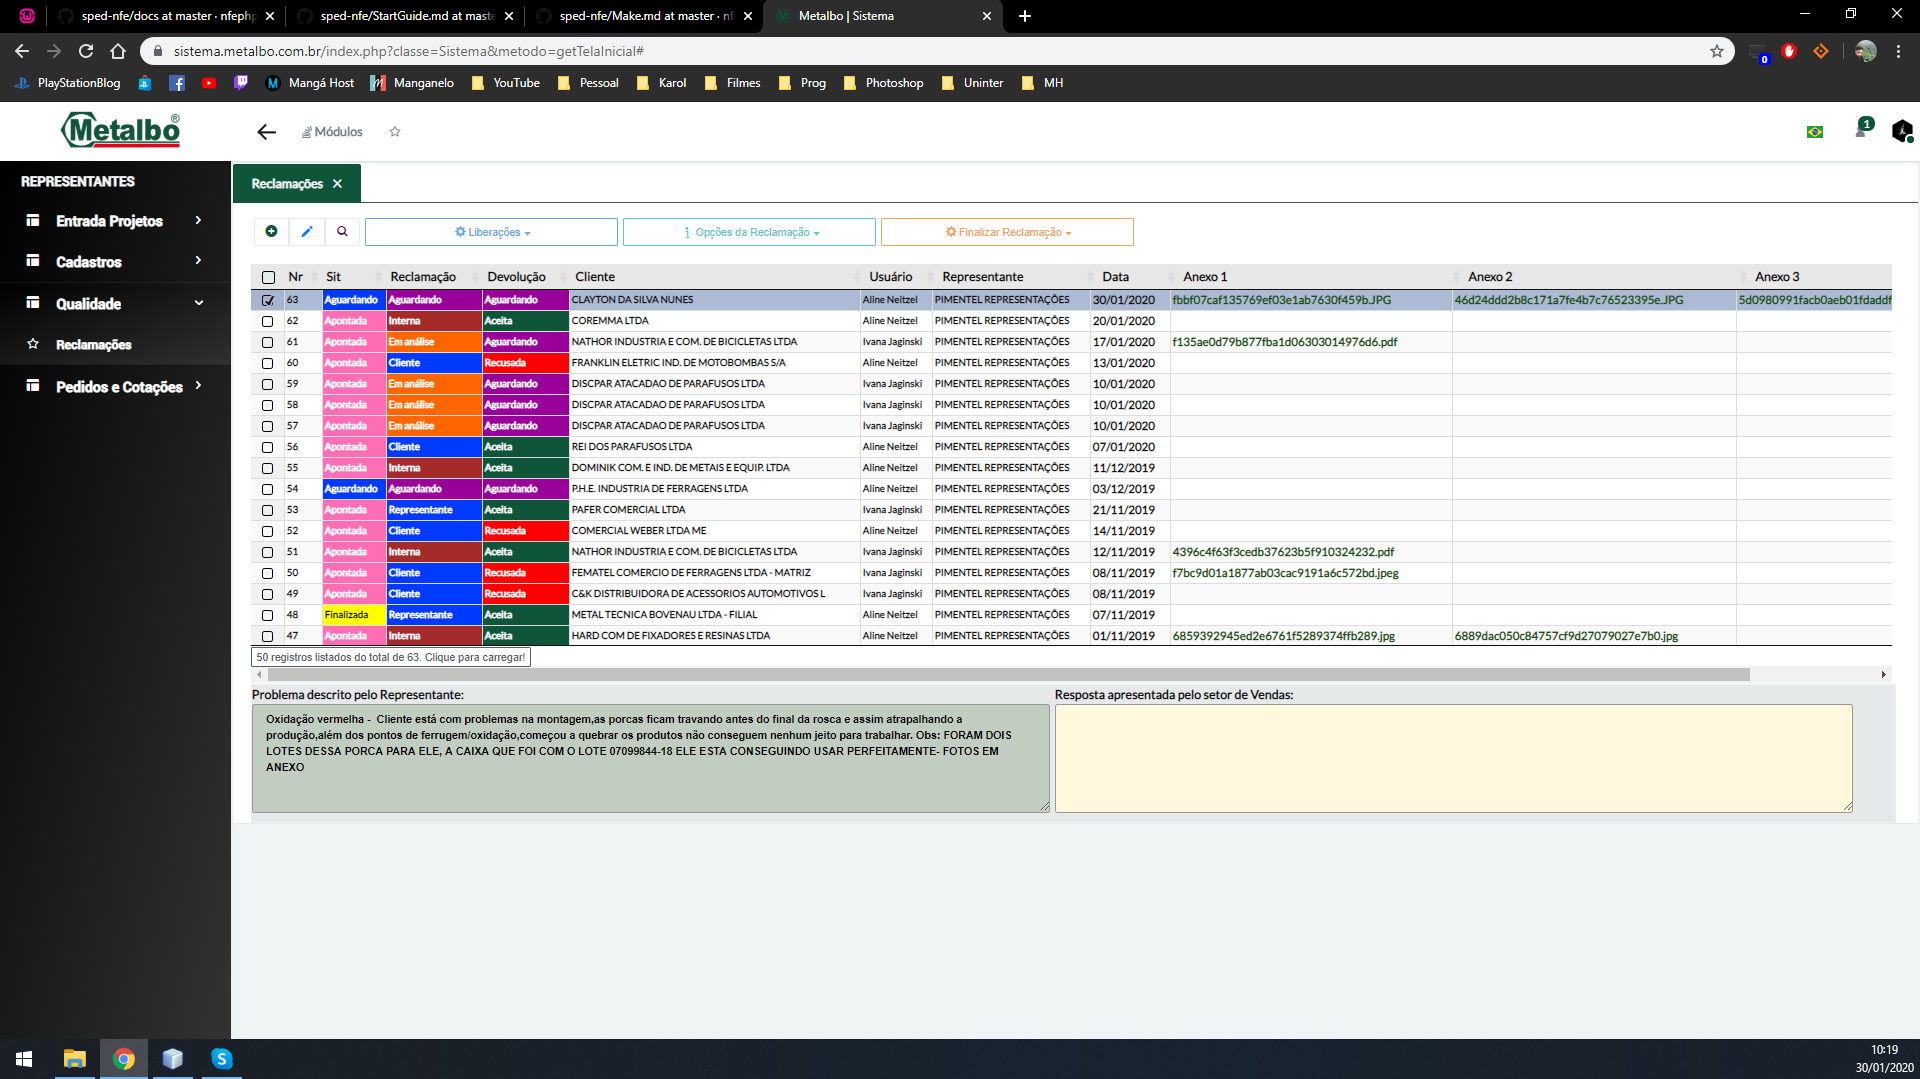 sped-nfe/docs at master · nfephp
sped-nfe/StartGuide.md at maste
sped-nfe/Make.md at master · nf
Metalbo | Sistema
sistema.metalbo.com.br/index.php?classe=Sistema&metodo=getTelaInicial#
0
PlayStationBlog
Mangá Host
Manganelo
YouTube
Pessoal
Karol
Filmes
Prog
Photoshop
Uninter
MH
Metalbo®
Módulos
1
REPRESENTANTES
Entrada Projetos
Cadastros
Qualidade
Reclamações
Pedidos e Cotações
Reclamações
Liberações
Opções da Reclamação
Finalizar Reclamação
Nr Sit Reclamação Devolução Cliente Usuário Representante Data Anexo 1 Anexo 2 Anexo 3
63 Aguardando Aguardando Aguardando CLAYTON DA SILVA NUNES Aline Neitzel PIMENTEL REPRESENTAÇÕES 30/01/2020 fbbf07caf135769ef03e1ab7630f459b.JPG 46d24ddd2b8c171a7fe4b7c76523395e.JPG 5d0980991facb0aeb01fdaddf
62 Apontada Interna Aceita COREMMA LTDA Aline Neitzel PIMENTEL REPRESENTAÇÕES 20/01/2020
61 Apontada Em análise Aguardando NATHOR INDUSTRIA E COM. DE BICICLETAS LTDA Ivana Jaginski PIMENTEL REPRESENTAÇÕES 17/01/2020 f135ae0d79b877fba1d06303014976d6.pdf
60 Apontada Cliente Recusada FRANKLIN ELETRIC IND. DE MOTOBOMBAS S/A Aline Neitzel PIMENTEL REPRESENTAÇÕES 13/01/2020
59 Apontada Em análise Aguardando DISCPAR ATACADAO DE PARAFUSOS LTDA Ivana Jaginski PIMENTEL REPRESENTAÇÕES 10/01/2020
58 Apontada Em análise Aguardando DISCPAR ATACADAO DE PARAFUSOS LTDA Ivana Jaginski PIMENTEL REPRESENTAÇÕES 10/01/2020
57 Apontada Em análise Aguardando DISCPAR ATACADAO DE PARAFUSOS LTDA Ivana Jaginski PIMENTEL REPRESENTAÇÕES 10/01/2020
56 Apontada Cliente Aceita REI DOS PARAFUSOS LTDA Aline Neitzel PIMENTEL REPRESENTAÇÕES 07/01/2020
55 Apontada Interna Aceita DOMINIK COM. E IND. DE METAIS E EQUIP. LTDA Aline Neitzel PIMENTEL REPRESENTAÇÕES 11/12/2019
54 Aguardando Aguardando Aguardando P.H.E. INDUSTRIA DE FERRAGENS LTDA Aline Neitzel PIMENTEL REPRESENTAÇÕES 03/12/2019
53 Apontada Representante Aceita PAFER COMERCIAL LTDA Ivana Jaginski PIMENTEL REPRESENTAÇÕES 21/11/2019
52 Apontada Cliente Recusada COMERCIAL WEBER LTDA ME Aline Neitzel PIMENTEL REPRESENTAÇÕES 14/11/2019
51 Apontada Interna Aceita NATHOR INDUSTRIA E COM. DE BICICLETAS LTDA Ivana Jaginski PIMENTEL REPRESENTAÇÕES 12/11/2019 4396c4f63f3cedb37623b5f910324232.pdf
50 Apontada Cliente Recusada FEMATEL COMERCIO DE FERRAGENS LTDA - MATRIZ Ivana Jaginski PIMENTEL REPRESENTAÇÕES 08/11/2019 f7bc9d01a1877ab03cac9191a6c572bd.jpeg
49 Apontada Cliente Recusada C&K DISTRIBUIDORA DE ACESSORIOS AUTOMOTIVOS L Ivana Jaginski PIMENTEL REPRESENTAÇÕES 08/11/2019
48 Finalizada Representante Aceita METAL TECNICA BOVENAU LTDA - FILIAL Aline Neitzel PIMENTEL REPRESENTAÇÕES 07/11/2019
47 Apontada Interna Aceita HARD COM DE FIXADORES E RESINAS LTDA Aline Neitzel PIMENTEL REPRESENTAÇÕES 01/11/2019 6859392945ed2e6761f5289374ffb289.jpg 6889dac050c84757cf9d27079027e7b0.jpg
50 registros listados do total de 63. Clique para carregar!
Problema descrito pelo Representante:
Oxidação vermelha - Cliente está com problemas na montagem,as porcas ficam travando antes do final da rosca e assim atrapalhando a
produção,além dos pontos de ferrugem/oxidação,começou a quebrar os produtos não conseguem nenhum jeito para trabalhar. Obs: FORAM DOIS
LOTES DESSA PORCA PARA ELE, A CAIXA QUE FOI COM O LOTE 07099844-18 ELE ESTA CONSEGUINDO USAR PERFEITAMENTE- FOTOS EM
ANEXO
Resposta apresentada pelo setor de Vendas:
10:19
30/01/2020